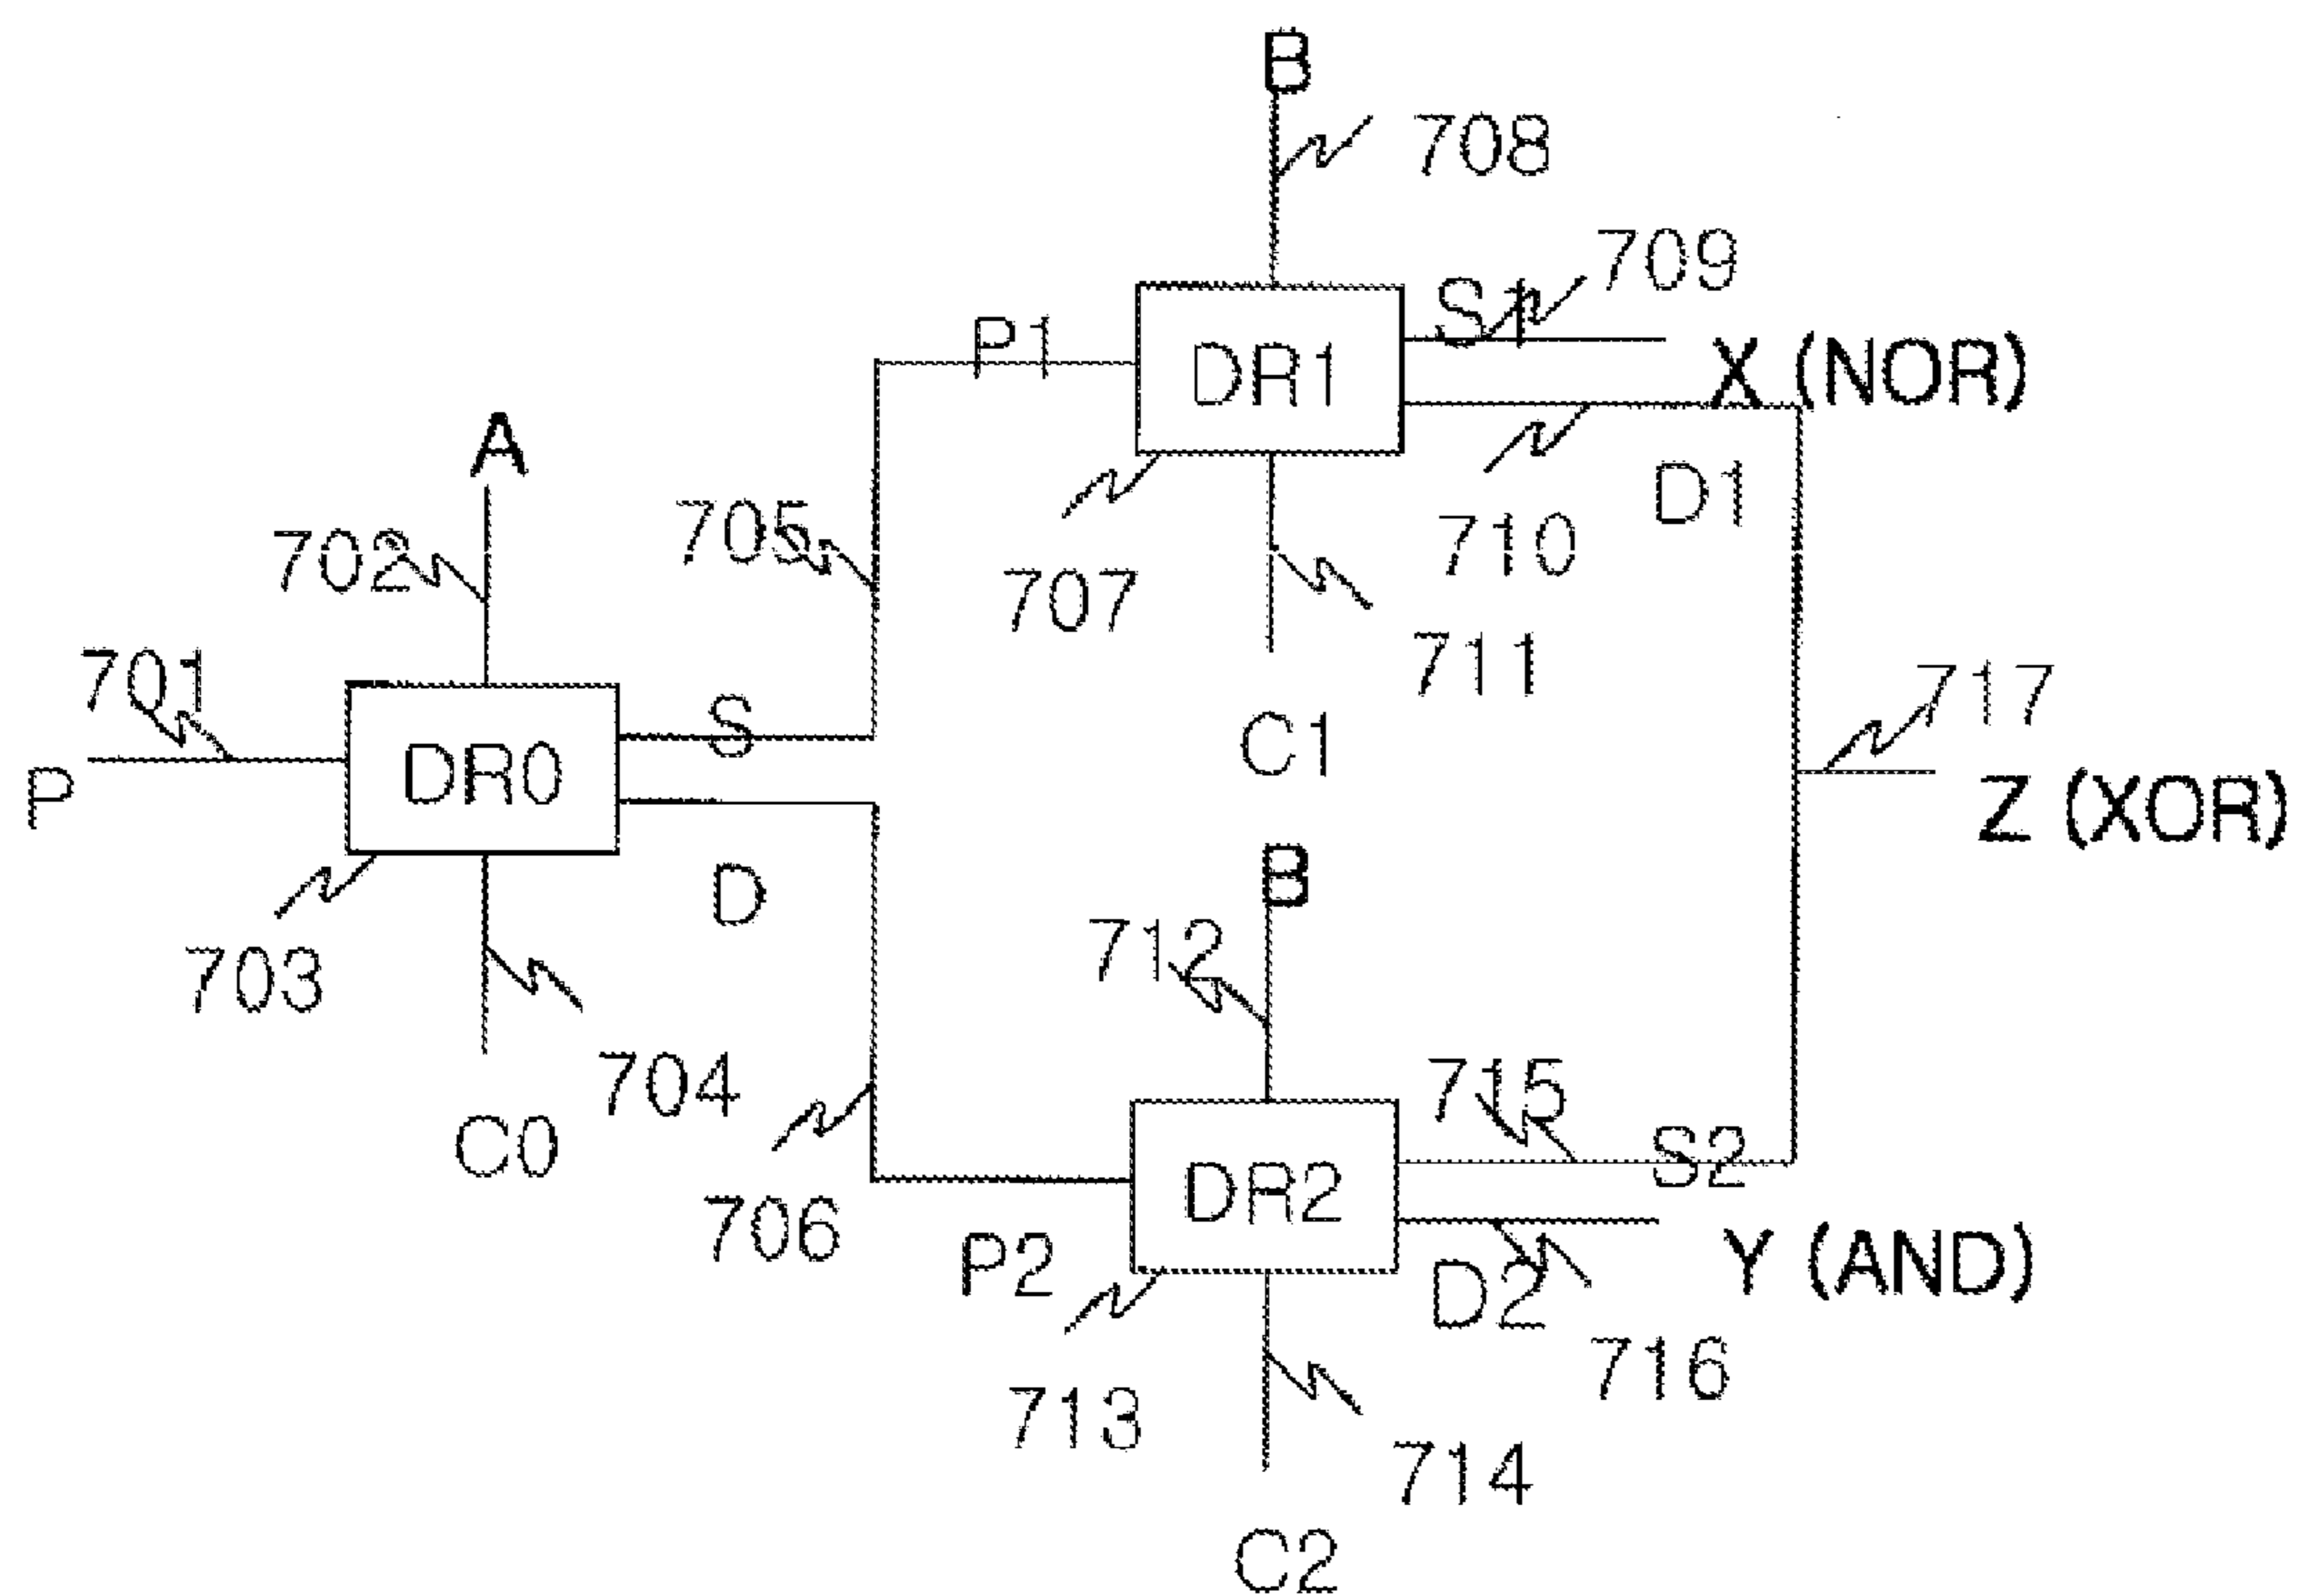 B
708
709
S1
P1
DR1
X (NOR)
A
D1
702
705
710
707
711
701
717
S
C1
DR0
P
Z (XOR)
B
D
712
703
704
715
C0
S2
DR2
706
P2
Y (AND)
D2
716
713
714
C2